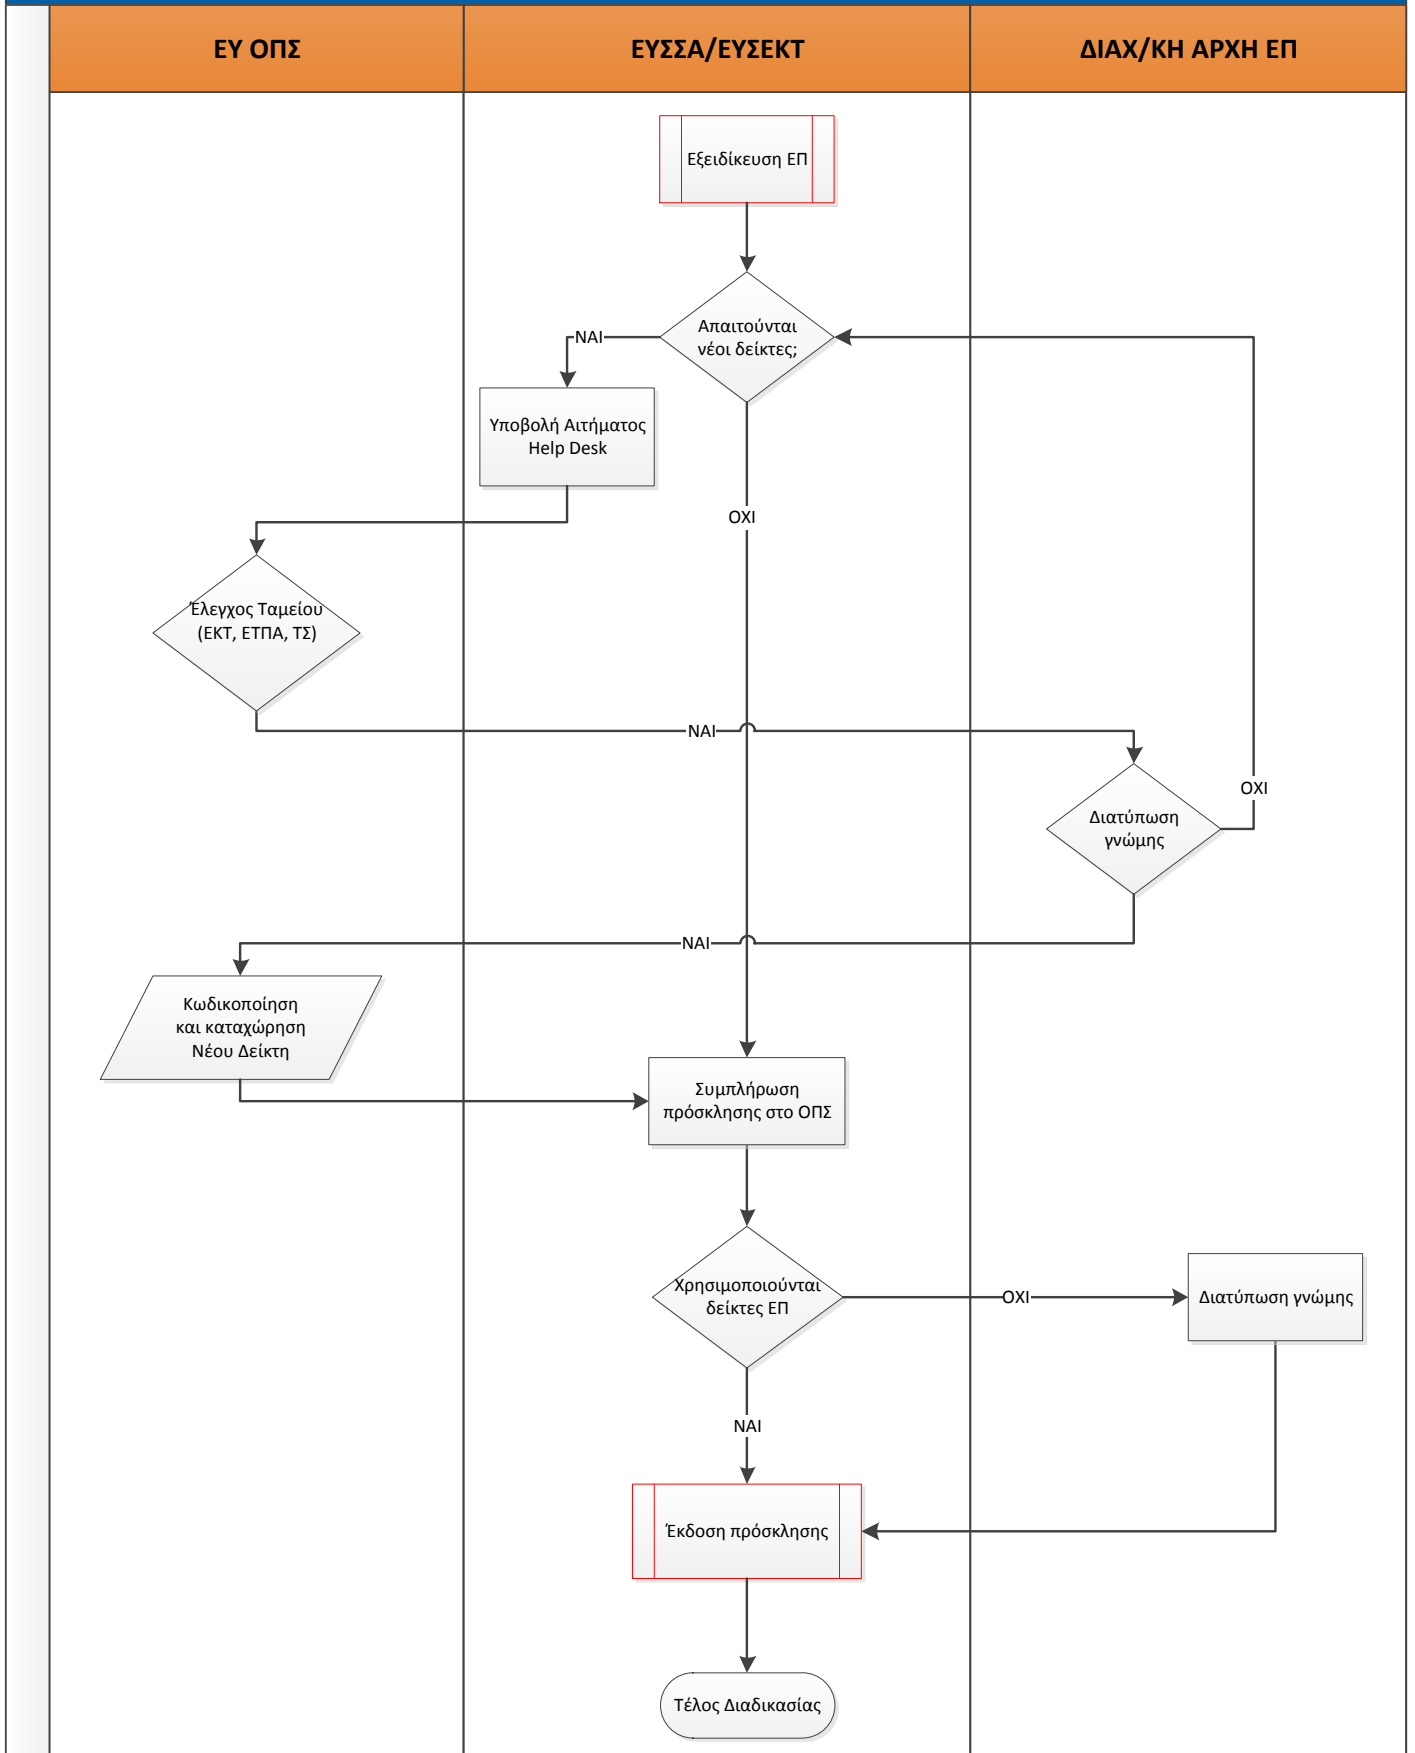 ΕΥ ΟΠΣ
ΕΥΣΣΑ/ΕΥΣΕΚΤ
ΔΙΑΧ/ΚΗ ΑΡΧΗ ΕΠ
Εξειδίκευση ΕΠ
Απαιτούνται
νέοι δείκτες;
ΝΑΙ
Υποβολή Αιτήματος
Help Desk
ΟΧΙ
Έλεγχος Ταμείου
(ΕΚΤ, ΕΤΠΑ, ΤΣ)
ΝΑΙ
ΟΧΙ
Διατύπωση
γνώμης
ΝΑΙ
Κωδικοποίηση
και καταχώρηση
Νέου Δείκτη
Συμπλήρωση
πρόσκλησης στο ΟΠΣ
Χρησιμοποιούνται
δείκτες ΕΠ
ΟΧΙ
Διατύπωση γνώμης
ΝΑΙ
Έκδοση πρόσκλησης
Τέλος Διαδικασίας